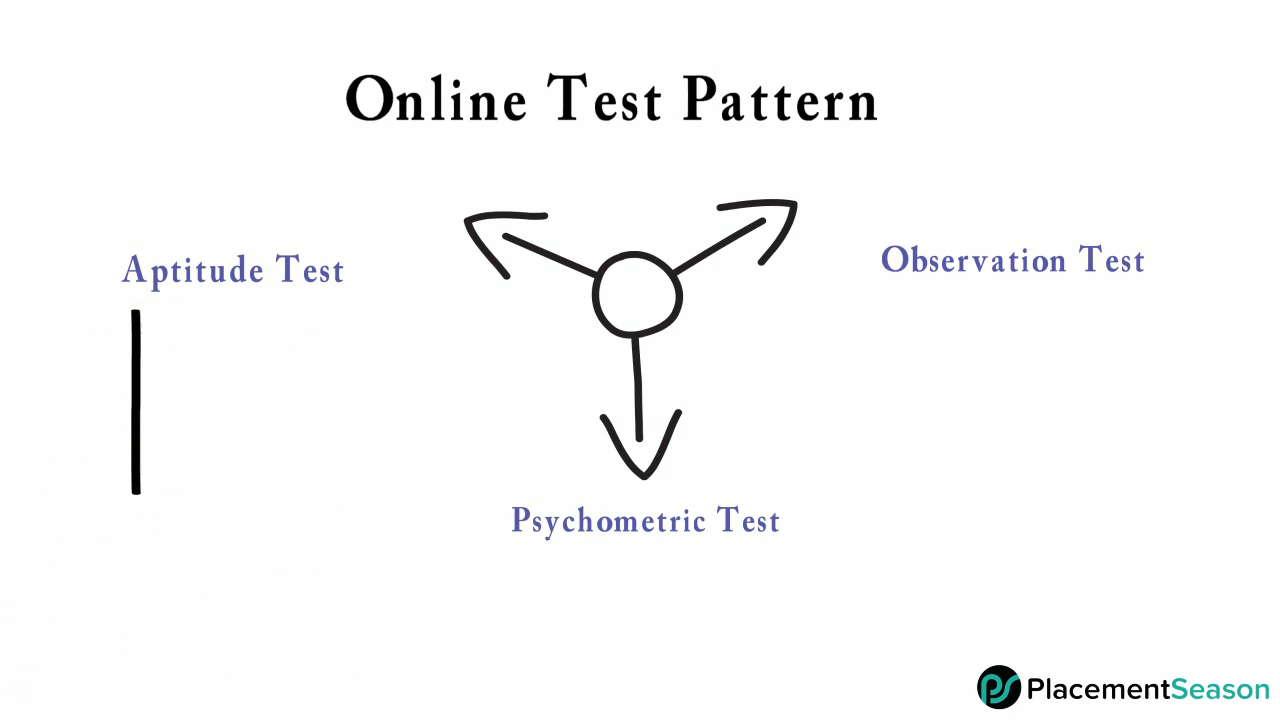 Online Test Pattern
Aptitude Test
Observation Test
Psychometric Test
PlacementSeason